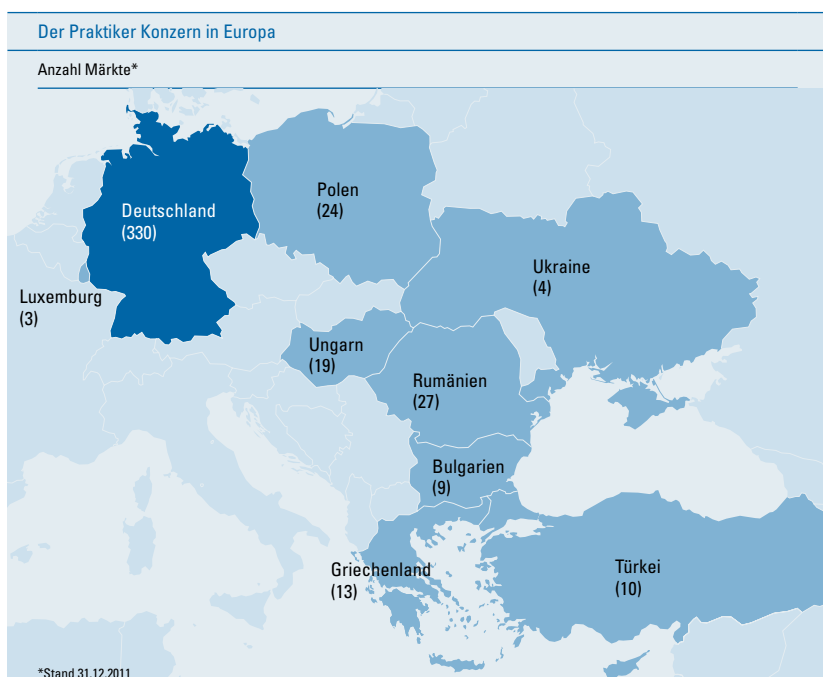 Der Praktiker Konzern in Europa
Anzahl Märkte*
Polen
(24)
Deutschland
(330)
Ukraine
(4)
Luxemburg
(3)
Ungarn
(19)
Rumänien
(27)
Bulgarien
(9)
Griechenland
(13)
Türkei
(10)
*Stand 31.12.2011